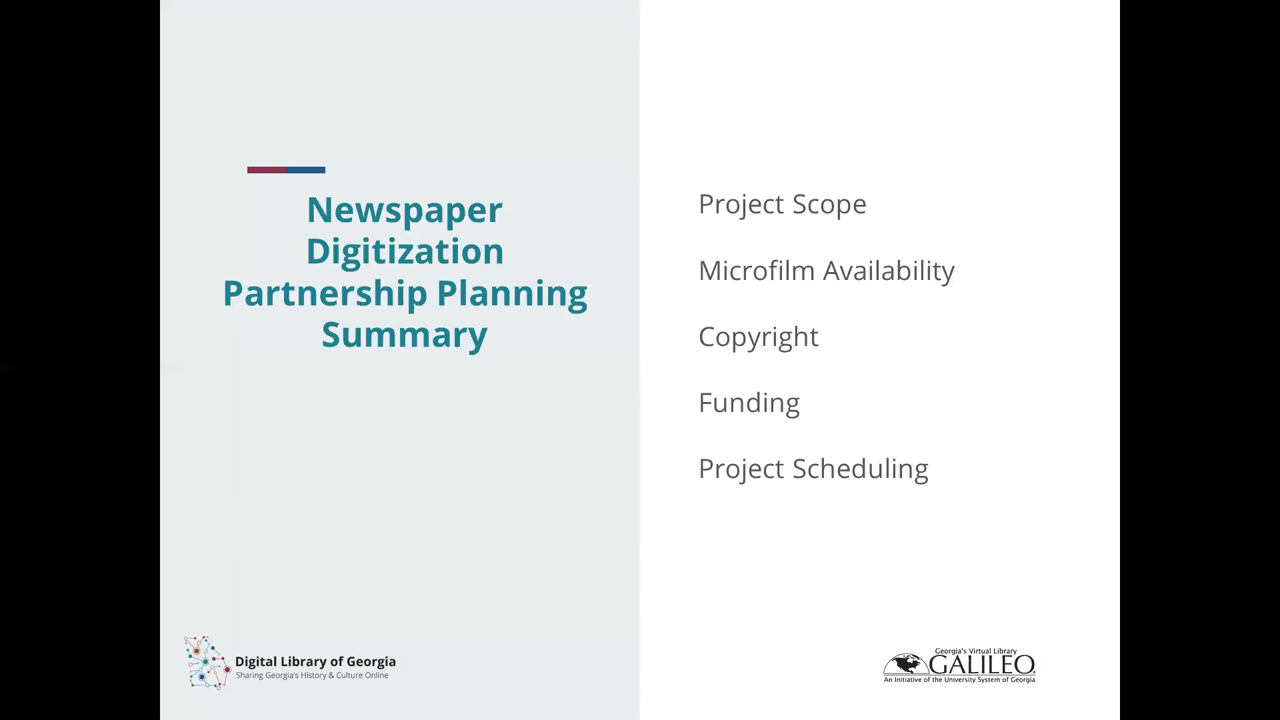 Newspaper
Digitization
Partnership Planning
Summary
Project Scope
Microfilm Availability
Copyright
Funding
Project Scheduling
Digital Library of Georgia
Sharing Georgia's History & Culture Online
Georgia's Virtual Library
GALILEO
An Initiative of the University System of Georgia